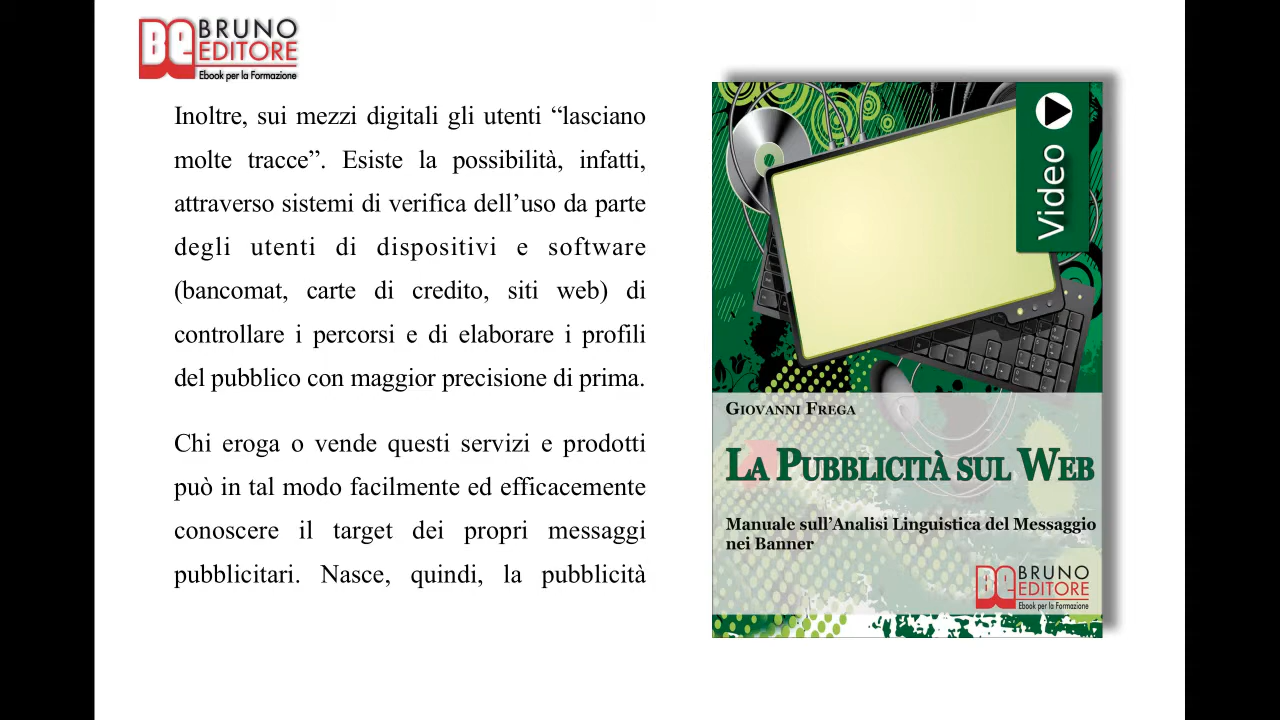 BRUNO
EDITORE
Ebook per la Formazione
Inoltre, sui mezzi digitali gli utenti “lasciano
molte tracce”. Esiste la possibilità, infatti,
attraverso sistemi di verifica dell’uso da parte
degli utenti di dispositivi e software
(bancomat, carte di credito, siti web) di
controllare i percorsi e di elaborare i profili
del pubblico con maggior precisione di prima.
Chi eroga o vende questi servizi e prodotti
può in tal modo facilmente ed efficacemente
conoscere il target dei propri messaggi
pubblicitari. Nasce, quindi, la pubblicità
Video
GIOVANNI FREGA
LA PUBBLICITÀ SUL WEB
Manuale sull’Analisi Linguistica del Messaggio
nei Banner
BRUNO
EDITORE
Ebook per la Formazione